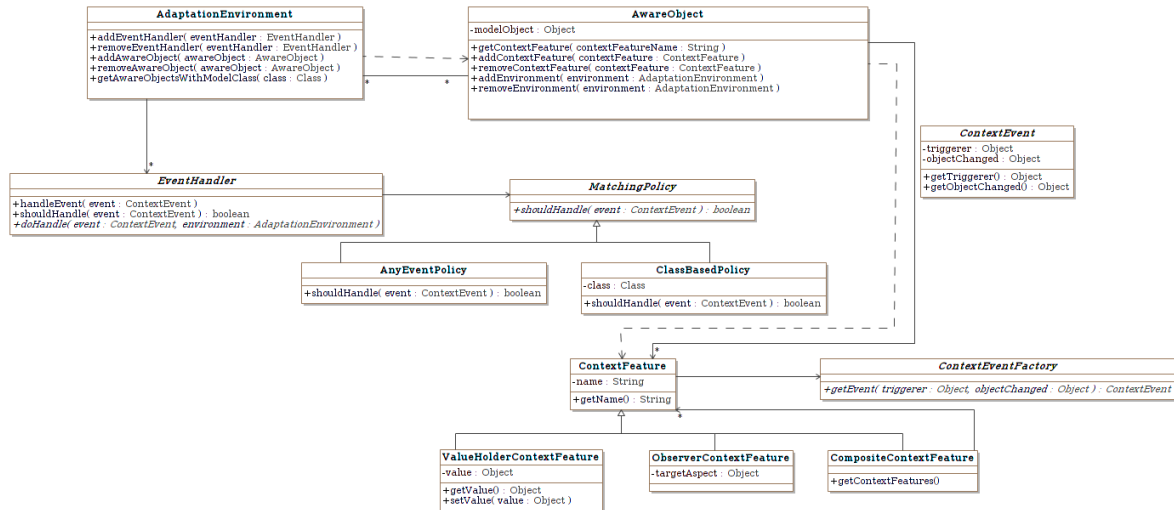 AdaptationEnvironment
+addEventHandler( eventHandler : EventHandler )
+removeEventHandler( eventHandler : EventHandler )
+addAwareObject( awareObject : AwareObject )
+removeAwareObject( awareObject : AwareObject )
+getAwareObjectsWithModelClass( class : Class )
AwareObject
-modelObject : Object
+getContextFeature( contextFeatureName : String )
+addContextFeature( contextFeature : ContextFeature )
+removeContextFeature( contextFeature : ContextFeature )
+addEnvironment( environment : AdaptationEnvironment )
+removeEnvironment( environment : AdaptationEnvironment )
* *
ContextEvent
-triggerer : Object
-objectChanged : Object
+getTriggerer() : Object
+getObjectChanged() : Object
*
EventHandler
+handleEvent( event : ContextEvent )
+shouldHandle( event : ContextEvent ) : boolean
+doHandle( event : ContextEvent, environment : AdaptationEnvironment )
MatchingPolicy
+shouldHandle( event : ContextEvent ) : boolean
AnyEventPolicy
+shouldHandle( event : ContextEvent ) : boolean
ClassBasedPolicy
-class : Class
+shouldHandle( event : ContextEvent ) : boolean
*
ContextFeature
-name : String
+getName() : String
ContextEventFactory
+getEvent( triggerer : Object, objectChanged : Object ) : ContextEvent
*
ValueHolderContextFeature
-value : Object
+getValue() : Object
+setValue( value : Object )
ObserverContextFeature
-targetAspect : Object
CompositeContextFeature
+getContextFeatures()